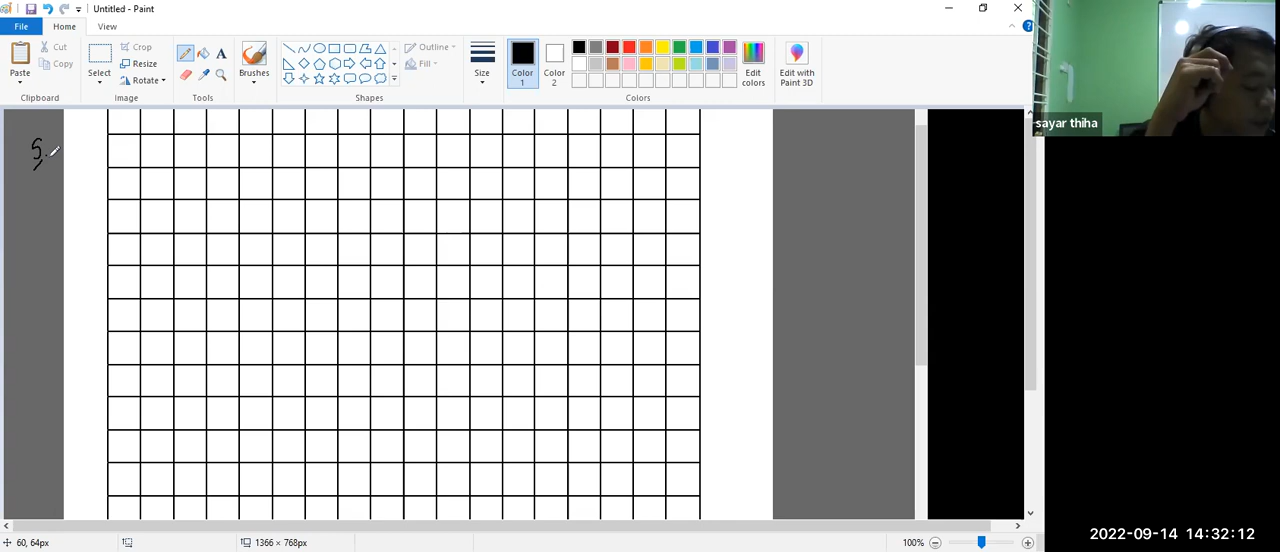 Untitled - Paint
File Home View
Paste
Cut
Copy
Clipboard
Select
Crop
Resize
Rotate
Image
A
Tools
Brushes
Shapes
Outline
Fill
Size
Color
1
Color
2
Edit
colors
Colors
Edit with
Paint 3D
sayar thiha
5.
60, 64px
1366 × 768px
100%
2022-09-14 14:32:12